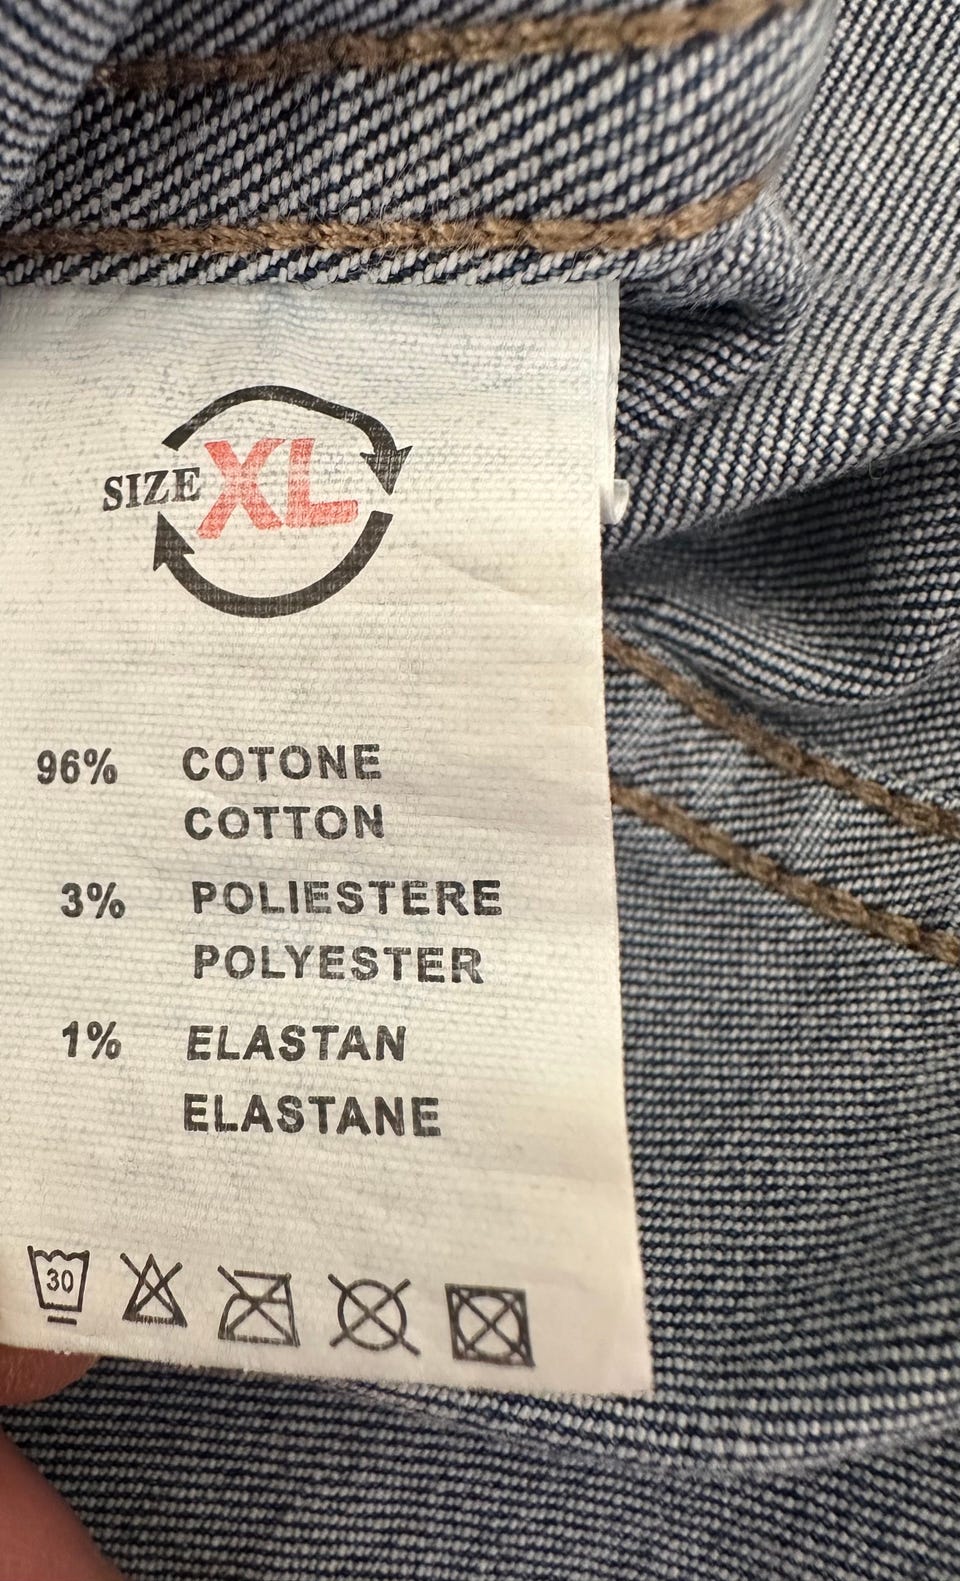 SIZE XL
96% COTONE
COTTON
3% POLIESTERE
POLYESTER
1% ELASTAN
ELASTANE
30